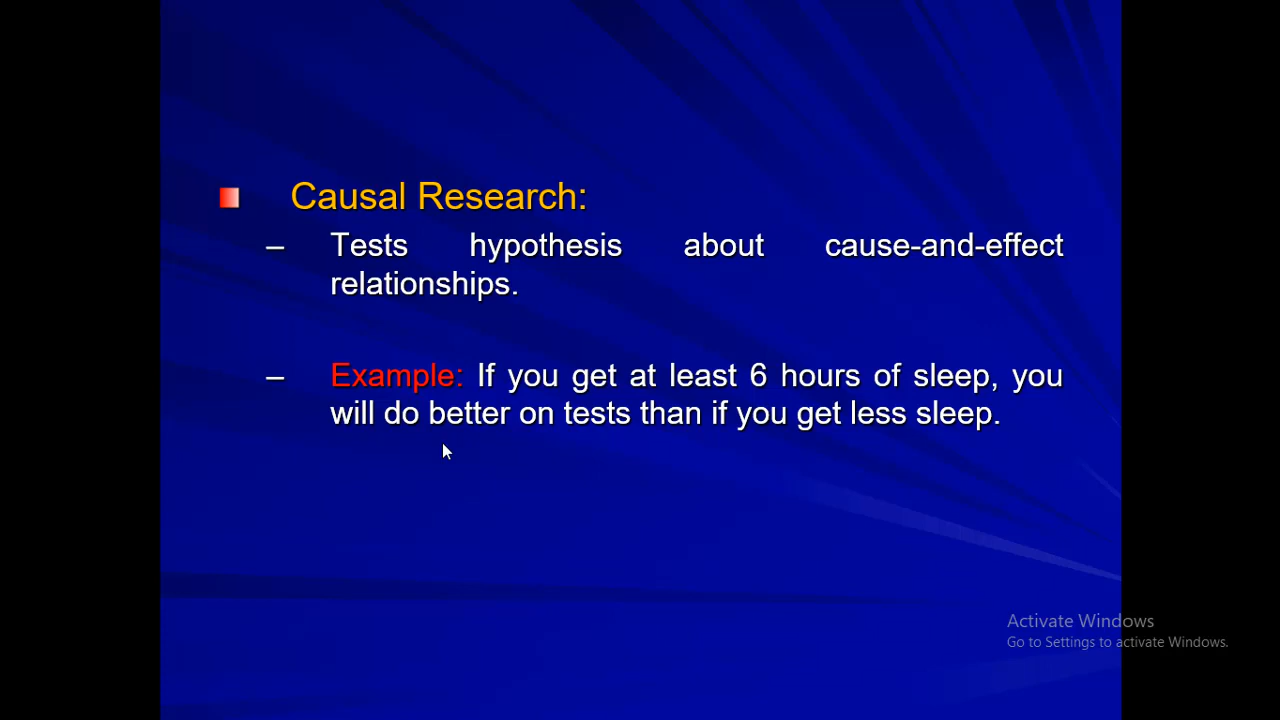 Causal Research:
– Tests hypothesis about cause-and-effect
relationships.
– Example: If you get at least 6 hours of sleep, you
will do better on tests than if you get less sleep.
Activate Windows
Go to Settings to activate Windows.